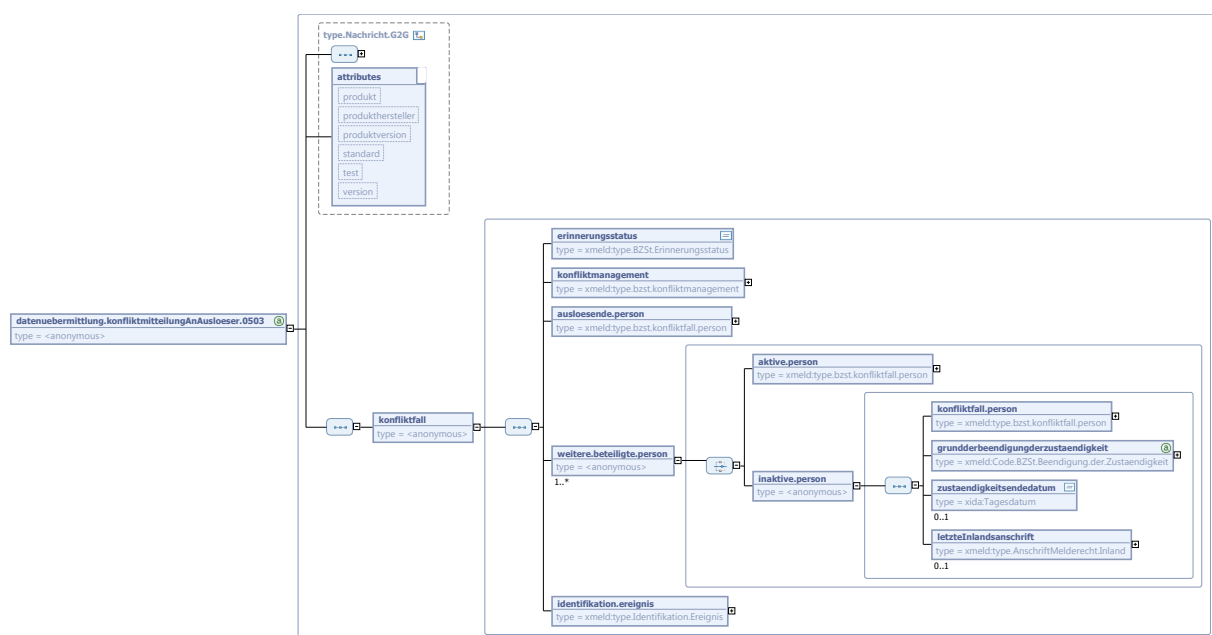 type.Nachricht.G2G
attributes
produkt
produkthersteller
produktversion
standard
test
version
datenuebermittlung.konfliktmitteilungAnAusloeser.0503
type = <anonymous>
konfliktfall
type = <anonymous>
erinnerungsstatus
type = xmeld:type.BZSt.Erinnerungsstatus
konfliktmanagement
type = xmeld:type.bzst.konfliktmanagement
ausloesende.person
type = xmeld:type.bzst.konfliktfall.person
weitere.beteiligte.person
type = <anonymous>
1..*
aktive.person
type = xmeld:type.bzst.konfliktfall.person
inaktive.person
type = <anonymous>
konfliktfall.person
type = xmeld:type.bzst.konfliktfall.person
grundderbeendigungderzustaendigkeit
type = xmeld:Code.BZSt.Beendigung.der.Zustaendigkeit
zustaendigkeitsendedatum
type = xida:Tagesdatum
0..1
letzteInlandsanschrift
type = xmeld:type.AnschriftMelderecht.Inland
0..1
identifikation.ereignis
type = xmeld:type.Identifikation.Ereignis